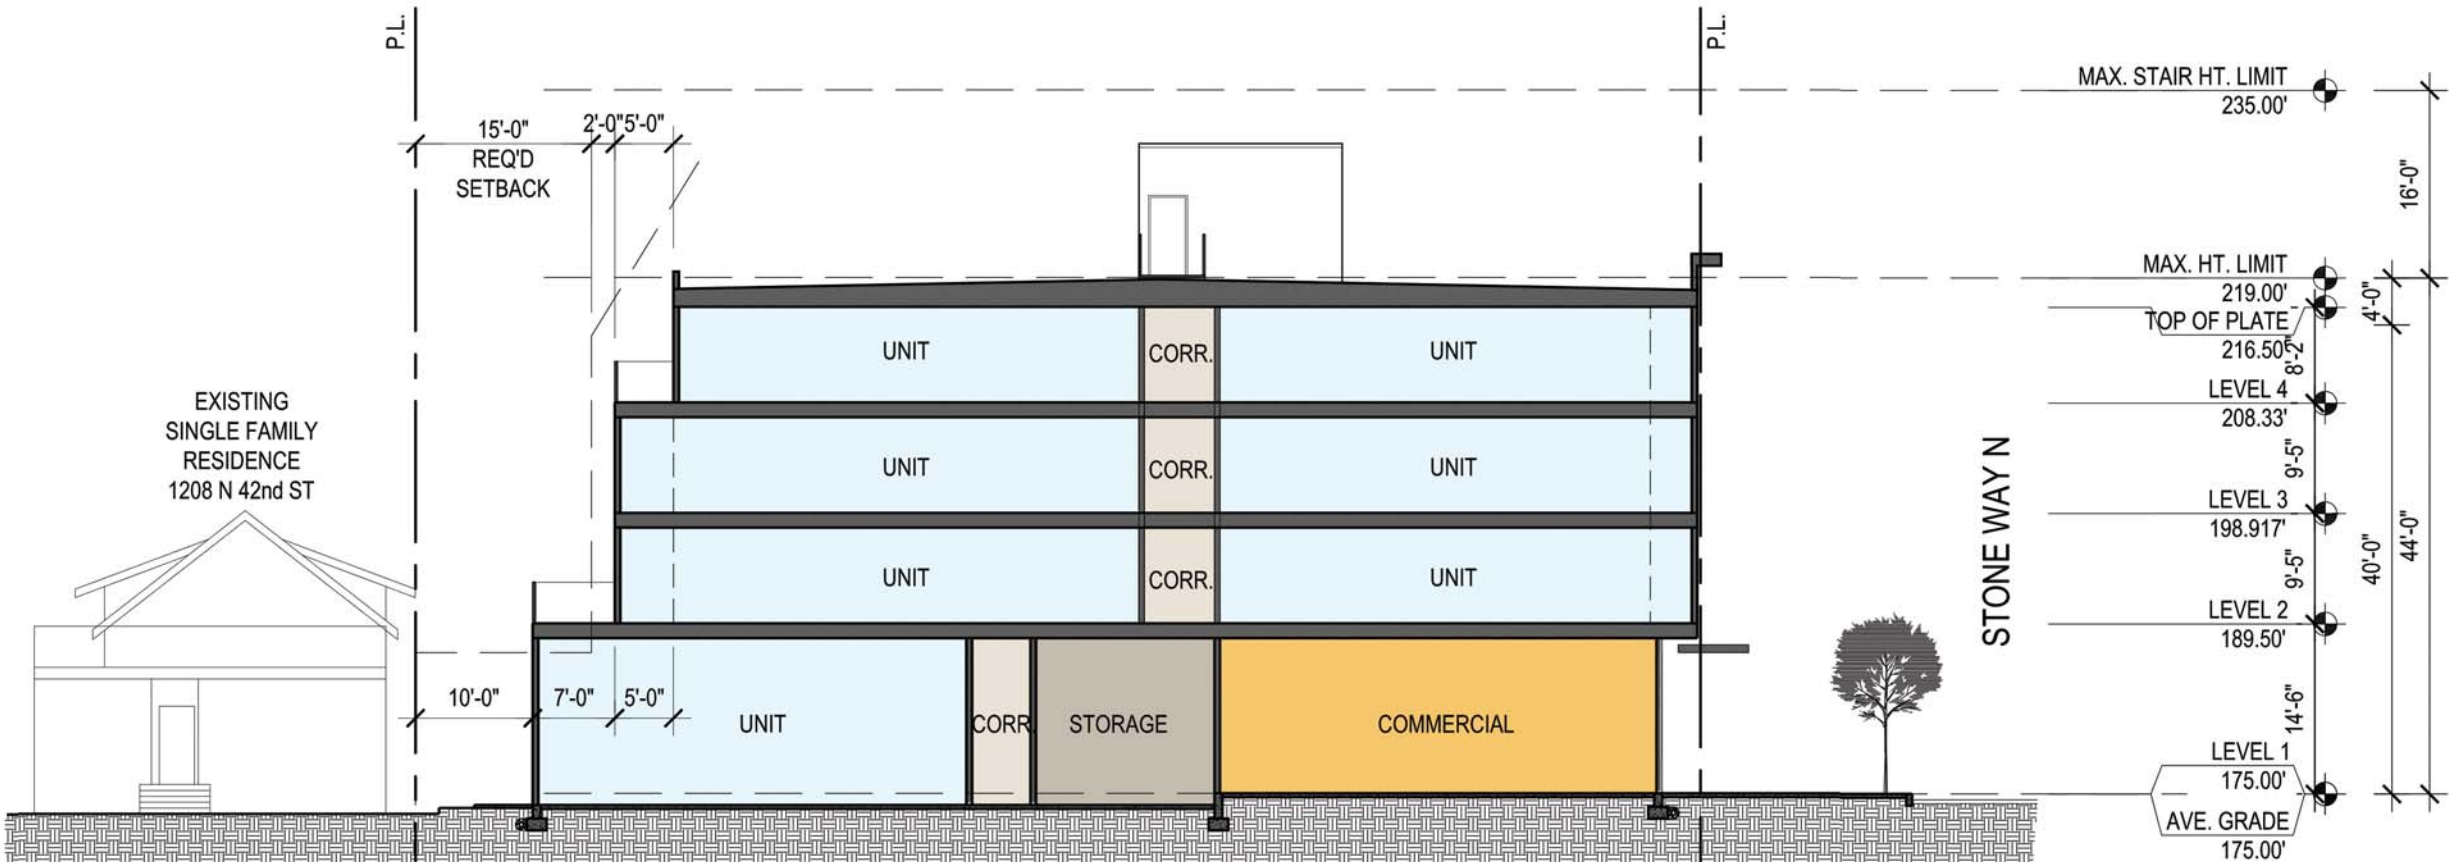 P.L.
P.L.
MAX. STAIR HT. LIMIT
235.00'
15'-0"
2'-0"
5'-0"
REQ'D
SETBACK
16'-0"
MAX. HT. LIMIT
219.00'
4'-0"
TOP OF PLATE
216.50'
8'-2"
UNIT
CORR.
UNIT
LEVEL 4
208.33'
EXISTING
SINGLE FAMILY
RESIDENCE
1208 N 42nd ST
UNIT
CORR.
UNIT
9'-5"
LEVEL 3
198.917'
STONE WAY N
40'-0"
44'-0"
UNIT
CORR.
UNIT
9'-5"
LEVEL 2
189.50'
10'-0"
7'-0"
5'-0"
UNIT
CORR.
STORAGE
COMMERCIAL
14'-6"
LEVEL 1
175.00'
AVE. GRADE
175.00'